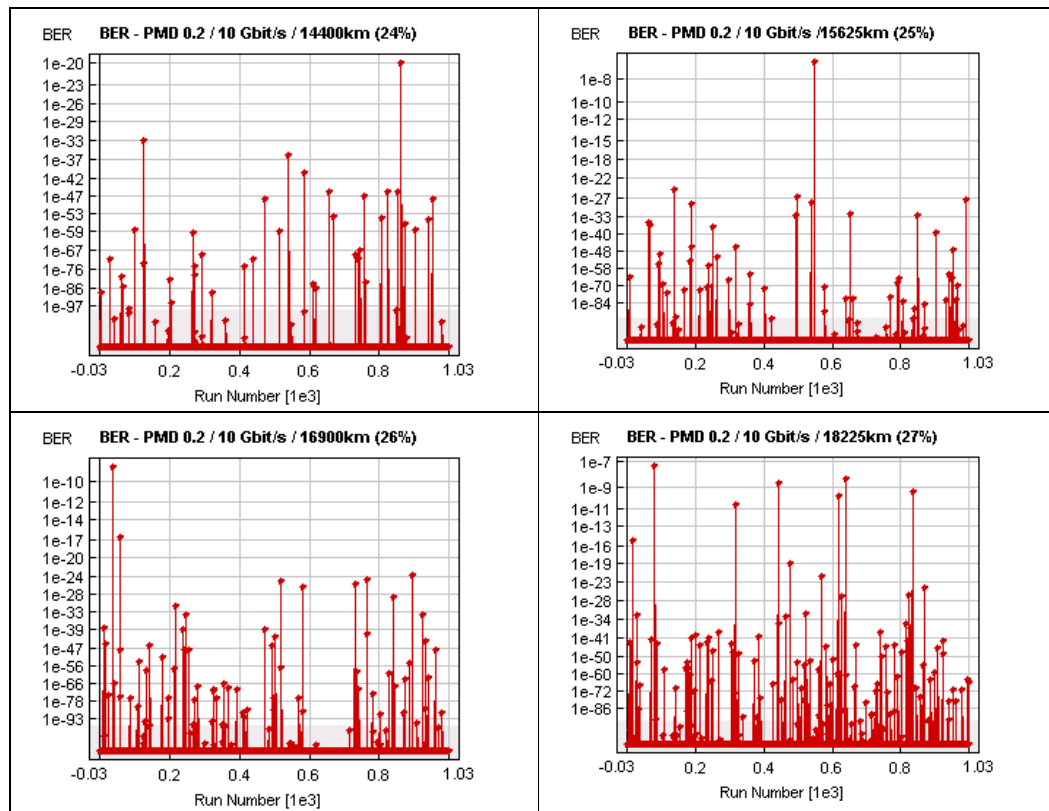 BER BER - PMD 0.2 / 10 Gbit/s / 14400km (24%)
1e-20
1e-23
1e-26
1e-29
1e-33
1e-37
1e-42
1e-47
1e-53
1e-59
1e-67
1e-76
1e-86
1e-97
-0.03 0.2 0.4 0.6 0.8 1.03
Run Number [1e3]
BER BER - PMD 0.2 / 10 Gbit/s /15625km (25%)
1e-8
1e-10
1e-12
1e-15
1e-18
1e-22
1e-27
1e-33
1e-40
1e-48
1e-58
1e-70
1e-84
-0.03 0.2 0.4 0.6 0.8 1.03
Run Number [1e3]
BER BER - PMD 0.2 / 10 Gbit/s / 16900km (26%)
1e-10
1e-12
1e-14
1e-17
1e-20
1e-24
1e-28
1e-33
1e-39
1e-47
1e-56
1e-66
1e-78
1e-93
-0.03 0.2 0.4 0.6 0.8 1.03
Run Number [1e3]
BER BER - PMD 0.2 / 10 Gbit/s / 18225km (27%)
1e-7
1e-9
1e-11
1e-13
1e-16
1e-19
1e-23
1e-28
1e-34
1e-41
1e-50
1e-60
1e-72
1e-86
-0.03 0.2 0.4 0.6 0.8 1.03
Run Number [1e3]